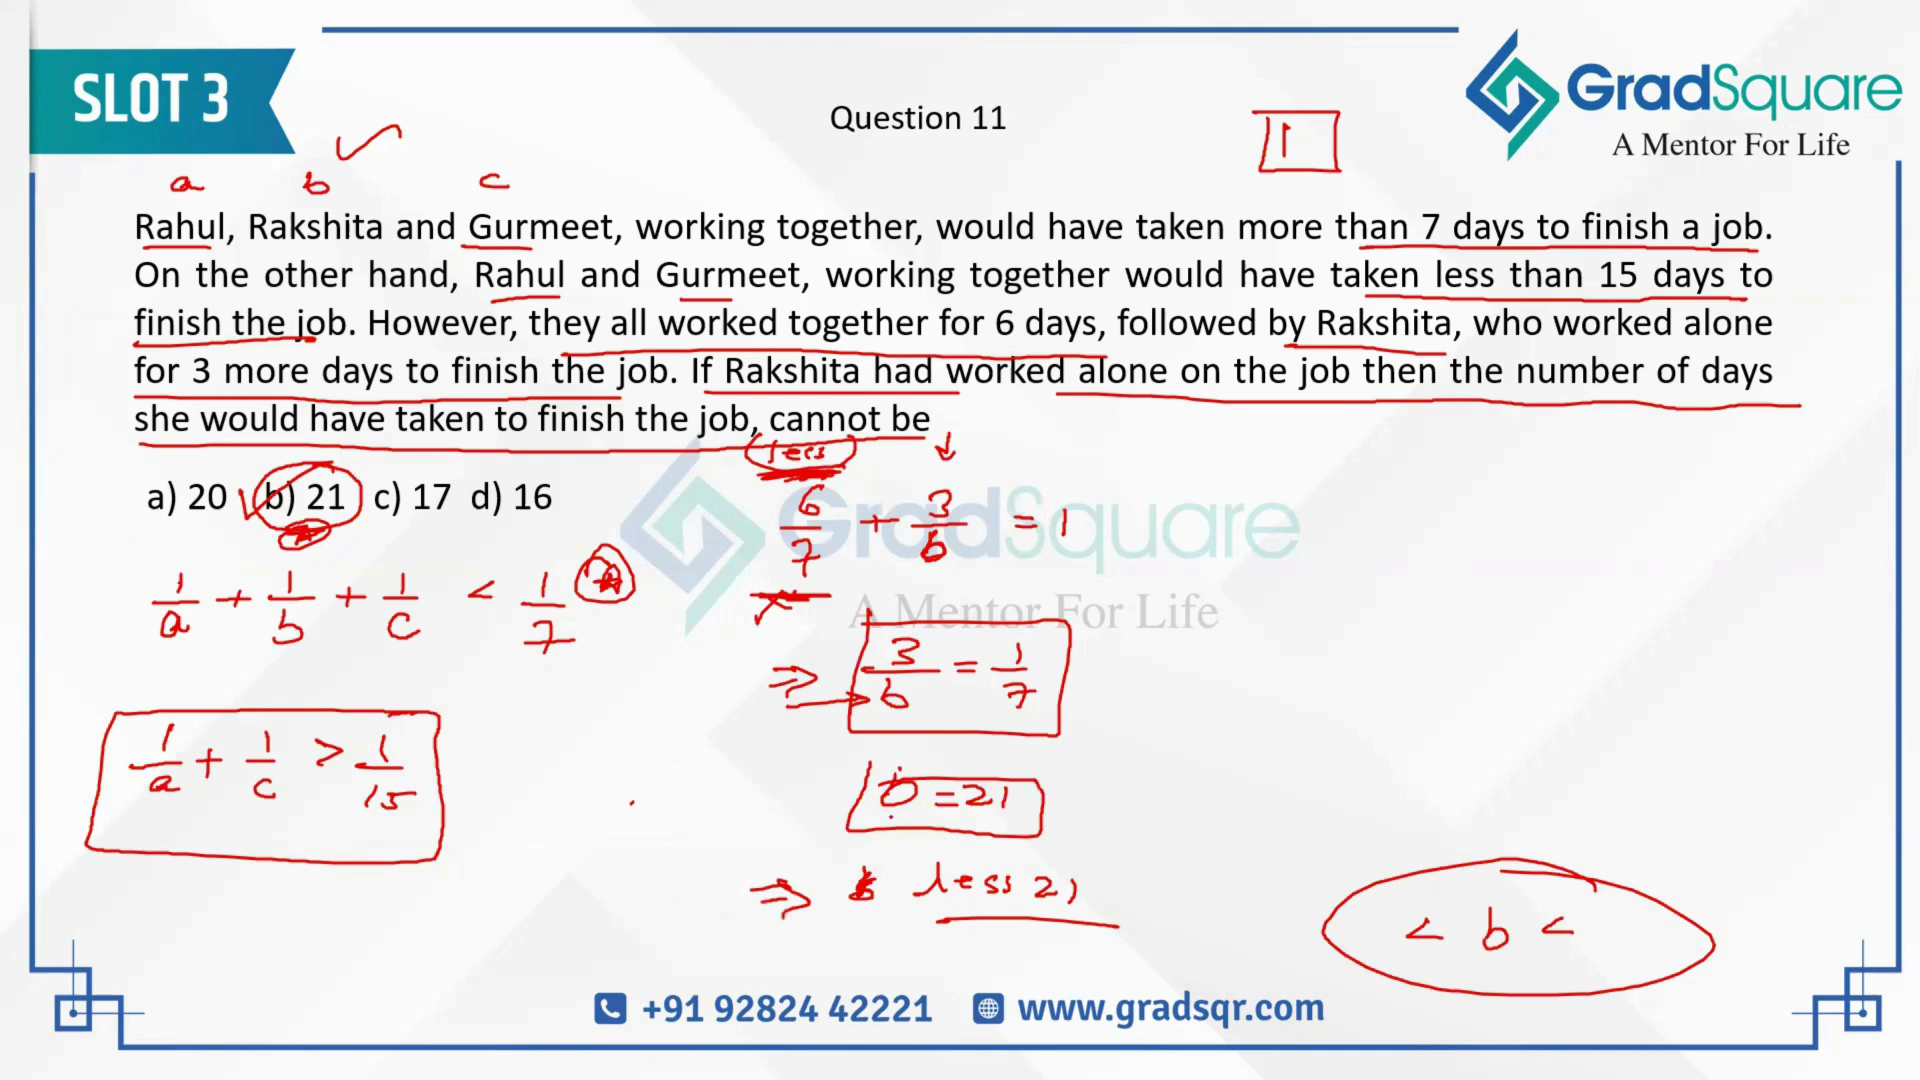 SLOT 3
Question 11
1
GradSquare
A Mentor For Life
a b c
Rahul, Rakshita and Gurmeet, working together, would have taken more than 7 days to finish a job.
On the other hand, Rahul and Gurmeet, working together would have taken less than 15 days to
finish the job. However, they all worked together for 6 days, followed by Rakshita, who worked alone
for 3 more days to finish the job. If Rakshita had worked alone on the job then the number of days
she would have taken to finish the job, cannot be
less
a) 20 b) 21 c) 17 d) 16
6/7 + 3/b = 1
GradSquare
A Mentor For Life
1/a + 1/b + 1/c < 1/7
⇒ 3/b = 1/7
1/a + 1/c > 1/15
b = 21
⇒ less 21
< b <
+91 92824 42221 www.gradsqr.com